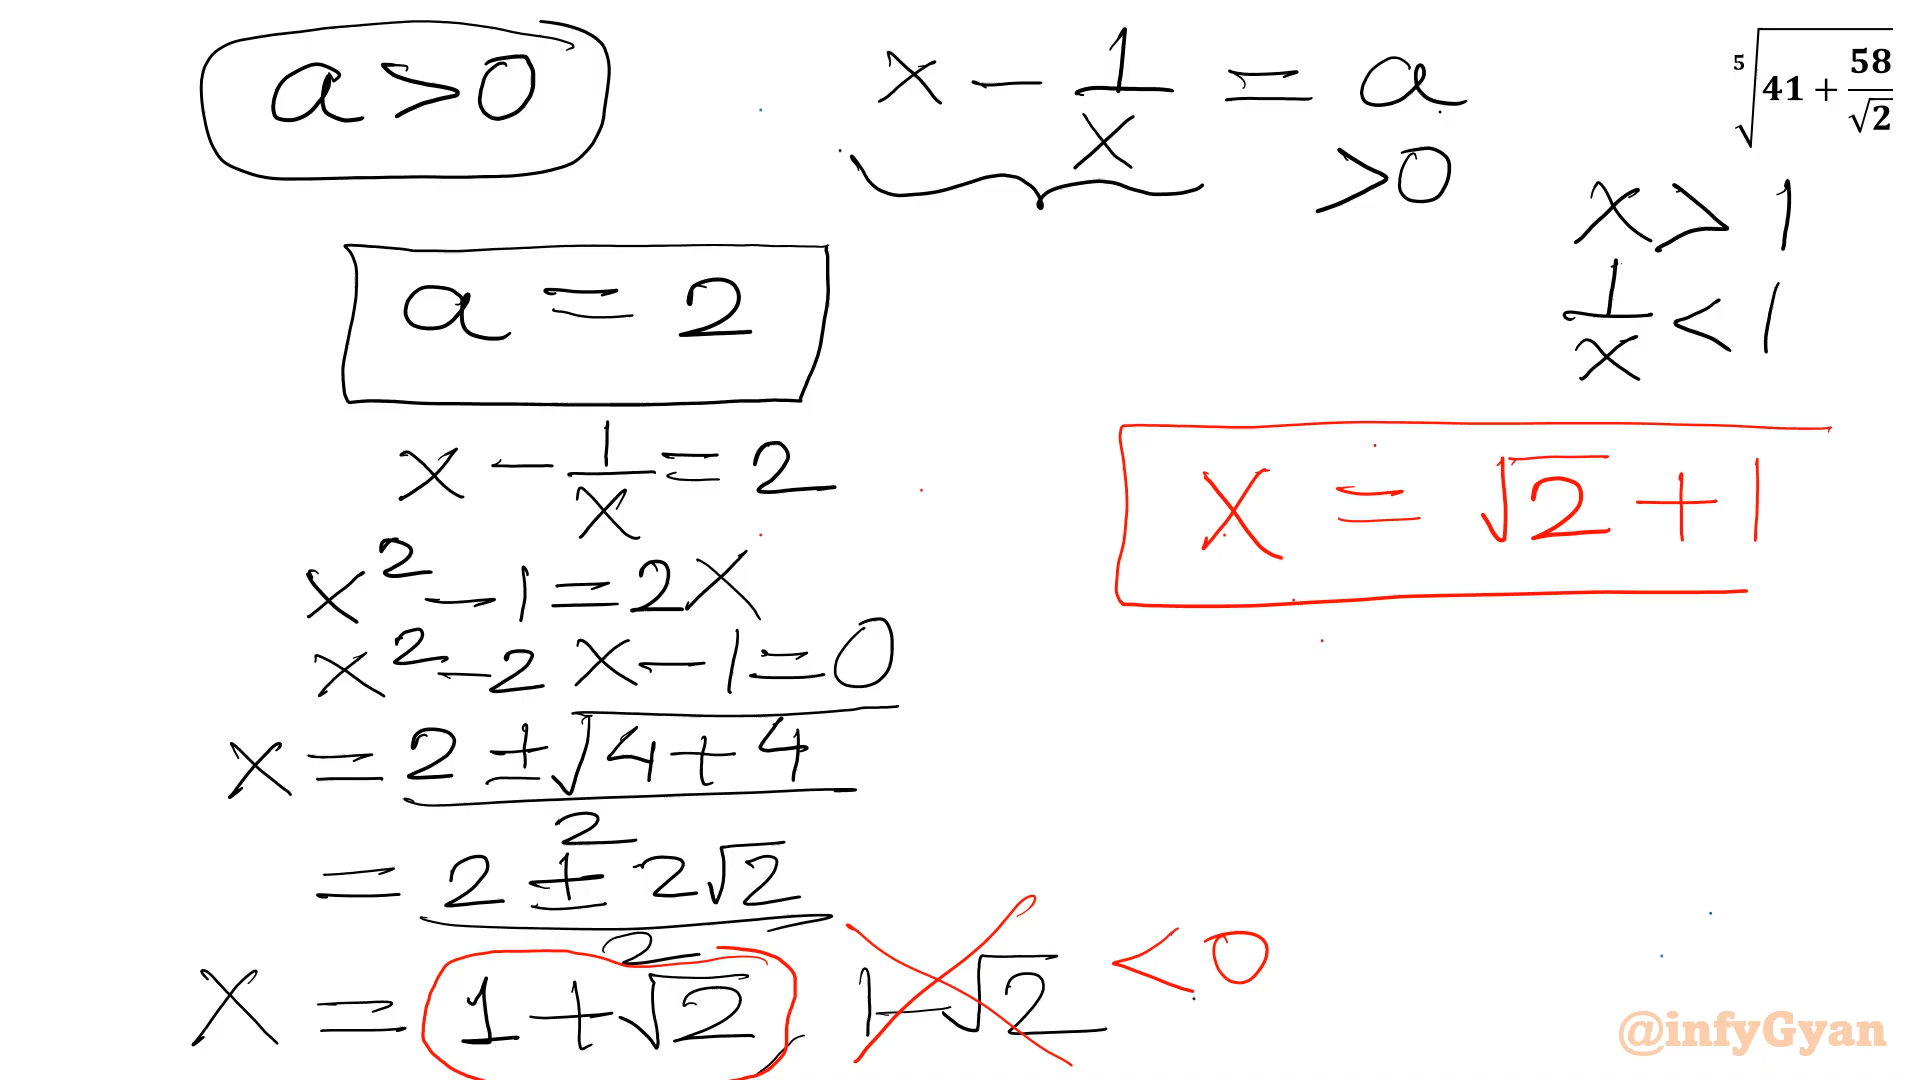 a > 0
x - 1/x = a
> 0
⁵√(41 + 58/√2)
x > 1
1/x < 1
a = 2
x - 1/x = 2
x² - 1 = 2x
x² - 2x - 1 = 0
x = (2 ± √(4 + 4))/2
= (2 ± 2√2)/2
x = 1 + √2, 1 - √2 < 0
x = √2 + 1
@infyGyan